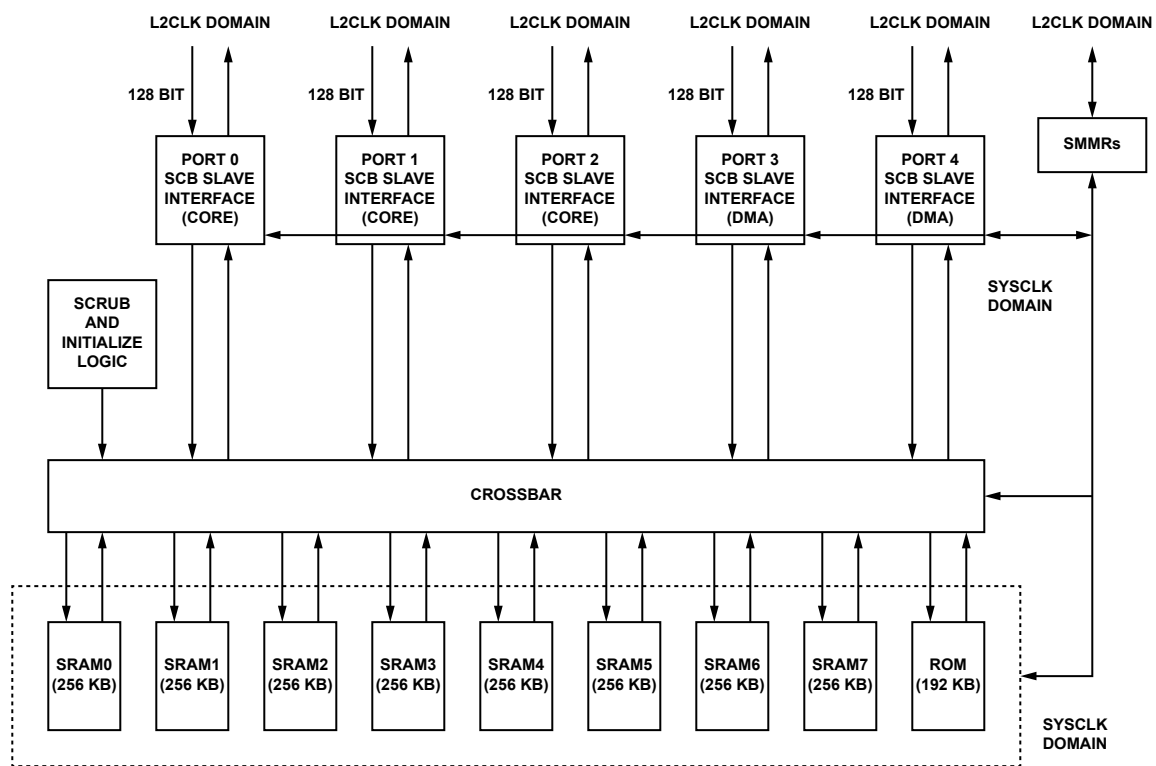 L2CLK DOMAIN L2CLK DOMAIN L2CLK DOMAIN L2CLK DOMAIN L2CLK DOMAIN L2CLK DOMAIN
128 BIT 128 BIT 128 BIT 128 BIT 128 BIT
PORT 0
SCB SLAVE
INTERFACE
(CORE)
PORT 1
SCB SLAVE
INTERFACE
(CORE)
PORT 2
SCB SLAVE
INTERFACE
(CORE)
PORT 3
SCB SLAVE
INTERFACE
(DMA)
PORT 4
SCB SLAVE
INTERFACE
(DMA)
SMMRs
SCRUB
AND
INITIALIZE
LOGIC
SYSCLK
DOMAIN
CROSSBAR
SRAM0
(256 KB)
SRAM1
(256 KB)
SRAM2
(256 KB)
SRAM3
(256 KB)
SRAM4
(256 KB)
SRAM5
(256 KB)
SRAM6
(256 KB)
SRAM7
(256 KB)
ROM
(192 KB)
SYSCLK
DOMAIN